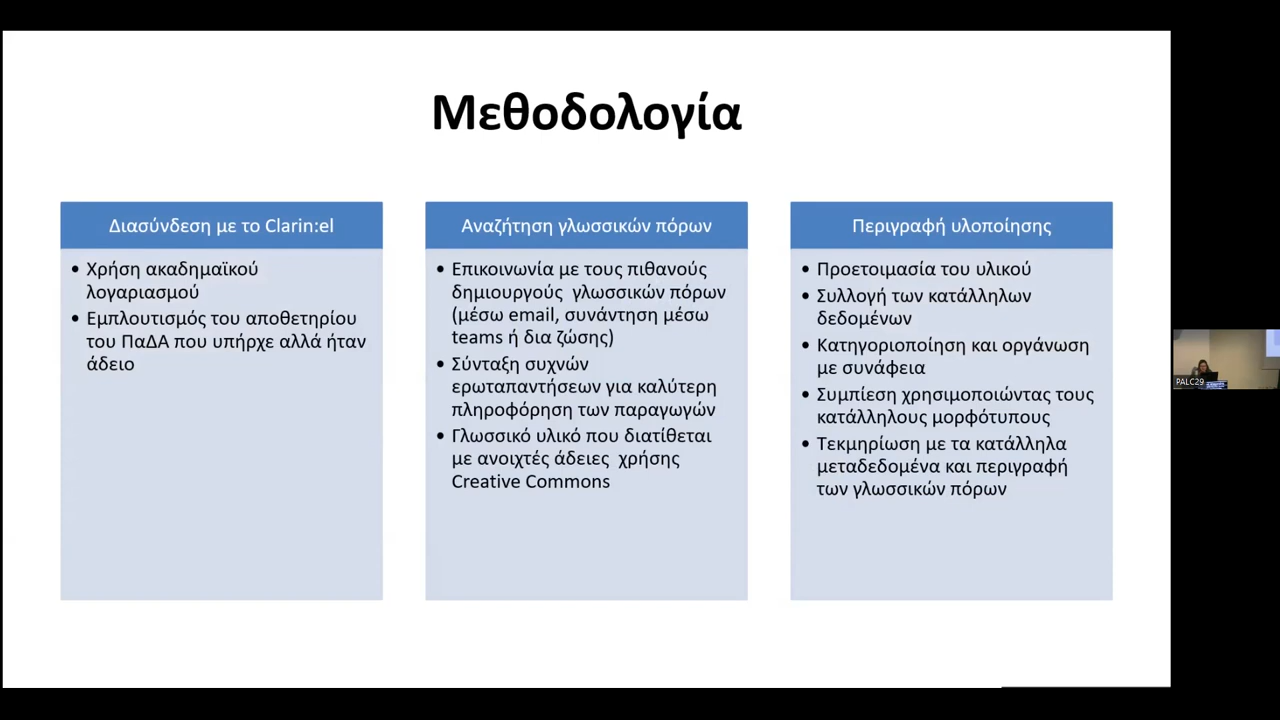 Μεθοδολογία
Διασύνδεση με το Clarin:el
• Χρήση ακαδημαϊκού
λογαριασμού
• Εμπλουτισμός του αποθετηρίου
του ΠαΔΑ που υπήρχε αλλά ήταν
άδειο
Αναζήτηση γλωσσικών πόρων
• Επικοινωνία με τους πιθανούς
δημιουργούς γλωσσικών πόρων
(μέσω email, συνάντηση μέσω
teams ή δια ζώσης)
• Σύνταξη συχνών
ερωταπαντήσεων για καλύτερη
πληροφόρηση των παραγωγών
• Γλωσσικό υλικό που διατίθεται
με ανοιχτές άδειες χρήσης
Creative Commons
Περιγραφή υλοποίησης
• Προετοιμασία του υλικού
• Συλλογή των κατάλληλων
δεδομένων
• Κατηγοριοποίηση και οργάνωση
με συνάφεια
• Συμπίεση χρησιμοποιώντας τους
κατάλληλους μορφότυπους
• Τεκμηρίωση με τα κατάλληλα
μεταδεδομένα και περιγραφή
των γλωσσικών πόρων
PALC29